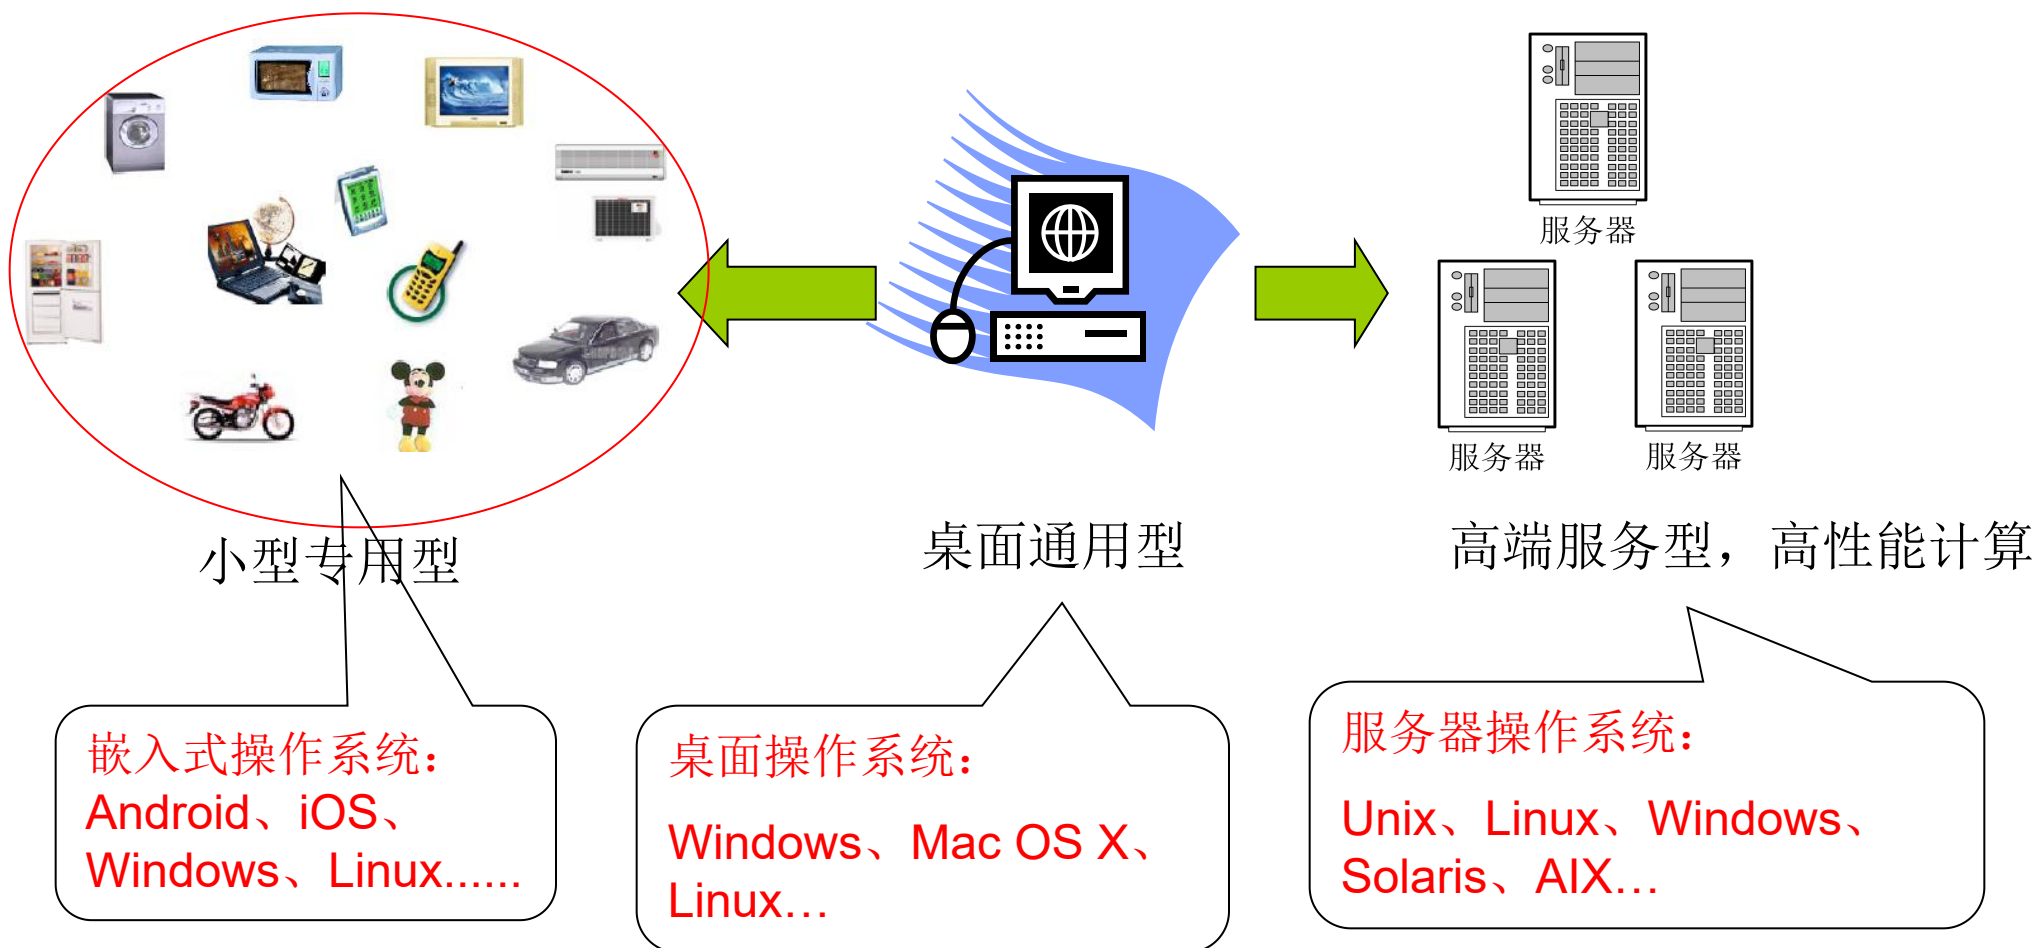 服务器
服务器
服务器
小型专用型
桌面通用型
高端服务型，高性能计算
嵌入式操作系统：
Android、iOS、
Windows、Linux......
桌面操作系统：
Windows、Mac OS X、
Linux…
服务器操作系统：
Unix、Linux、Windows、
Solaris、AIX…